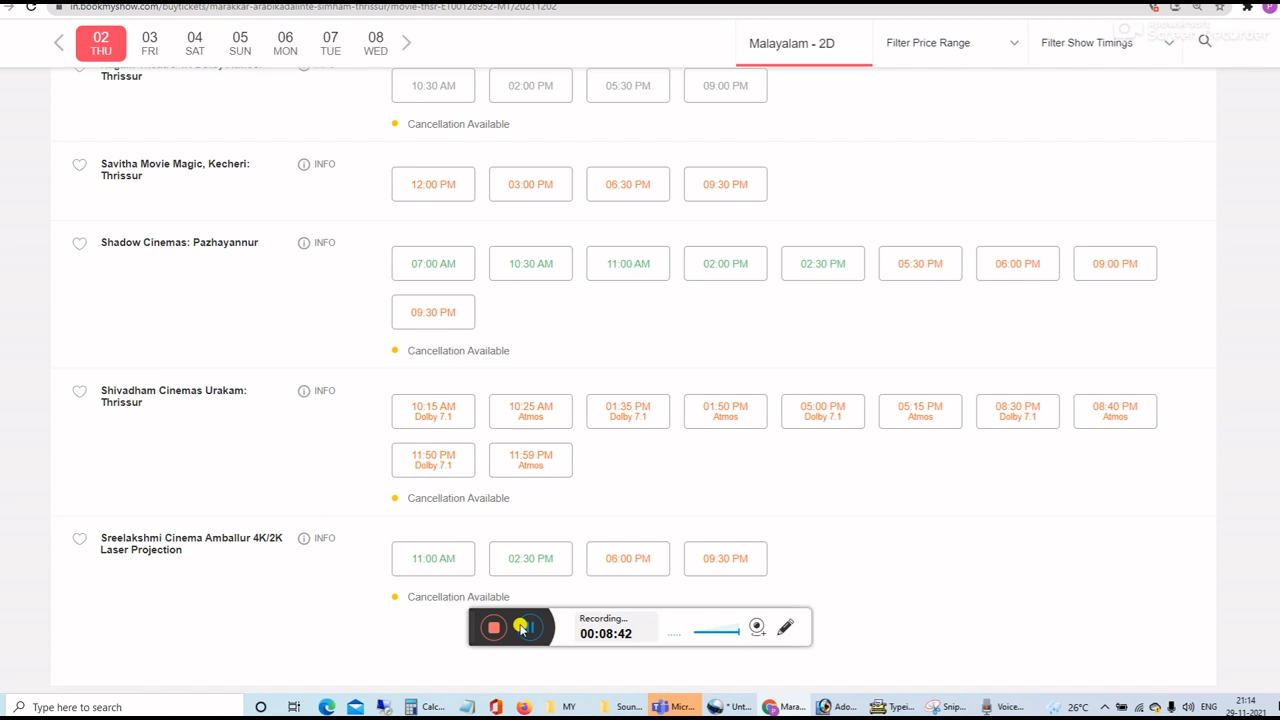 in.bookmyshow.com/buytickets/marakkar-arabikadalinte-simham-thrissur/movie-thsr-ET00128952-MT/20211202
02 03 04 05 06 07 08
THU FRI SAT SUN MON TUE WED
Malayalam - 2D Filter Price Range Filter Show Timings
Thrissur
10:30 AM 02:00 PM 05:30 PM 09:00 PM
Cancellation Available
Savitha Movie Magic, Kecheri: INFO
Thrissur
12:00 PM 03:00 PM 06:30 PM 09:30 PM
Shadow Cinemas: Pazhayannur INFO
07:00 AM 10:30 AM 11:00 AM 02:00 PM 02:30 PM 05:30 PM 06:00 PM 09:00 PM
09:30 PM
Cancellation Available
Shivadham Cinemas Urakam: INFO
Thrissur
10:15 AM 10:25 AM 01:35 PM 01:50 PM 05:00 PM 05:15 PM 08:30 PM 08:40 PM
Dolby 7.1 Atmos Dolby 7.1 Atmos Dolby 7.1 Atmos Dolby 7.1 Atmos
11:50 PM 11:59 PM
Dolby 7.1 Atmos
Cancellation Available
Sreelakshmi Cinema Amballur 4K/2K INFO
Laser Projection
11:00 AM 02:30 PM 06:00 PM 09:30 PM
Cancellation Available
Recording...
00:08:42
Type here to search Calc... MY Soun... Micr... * Unt... Mara... Ado... Typei... Snip... Voice... 26°C ENG
21:14
29-11-2021